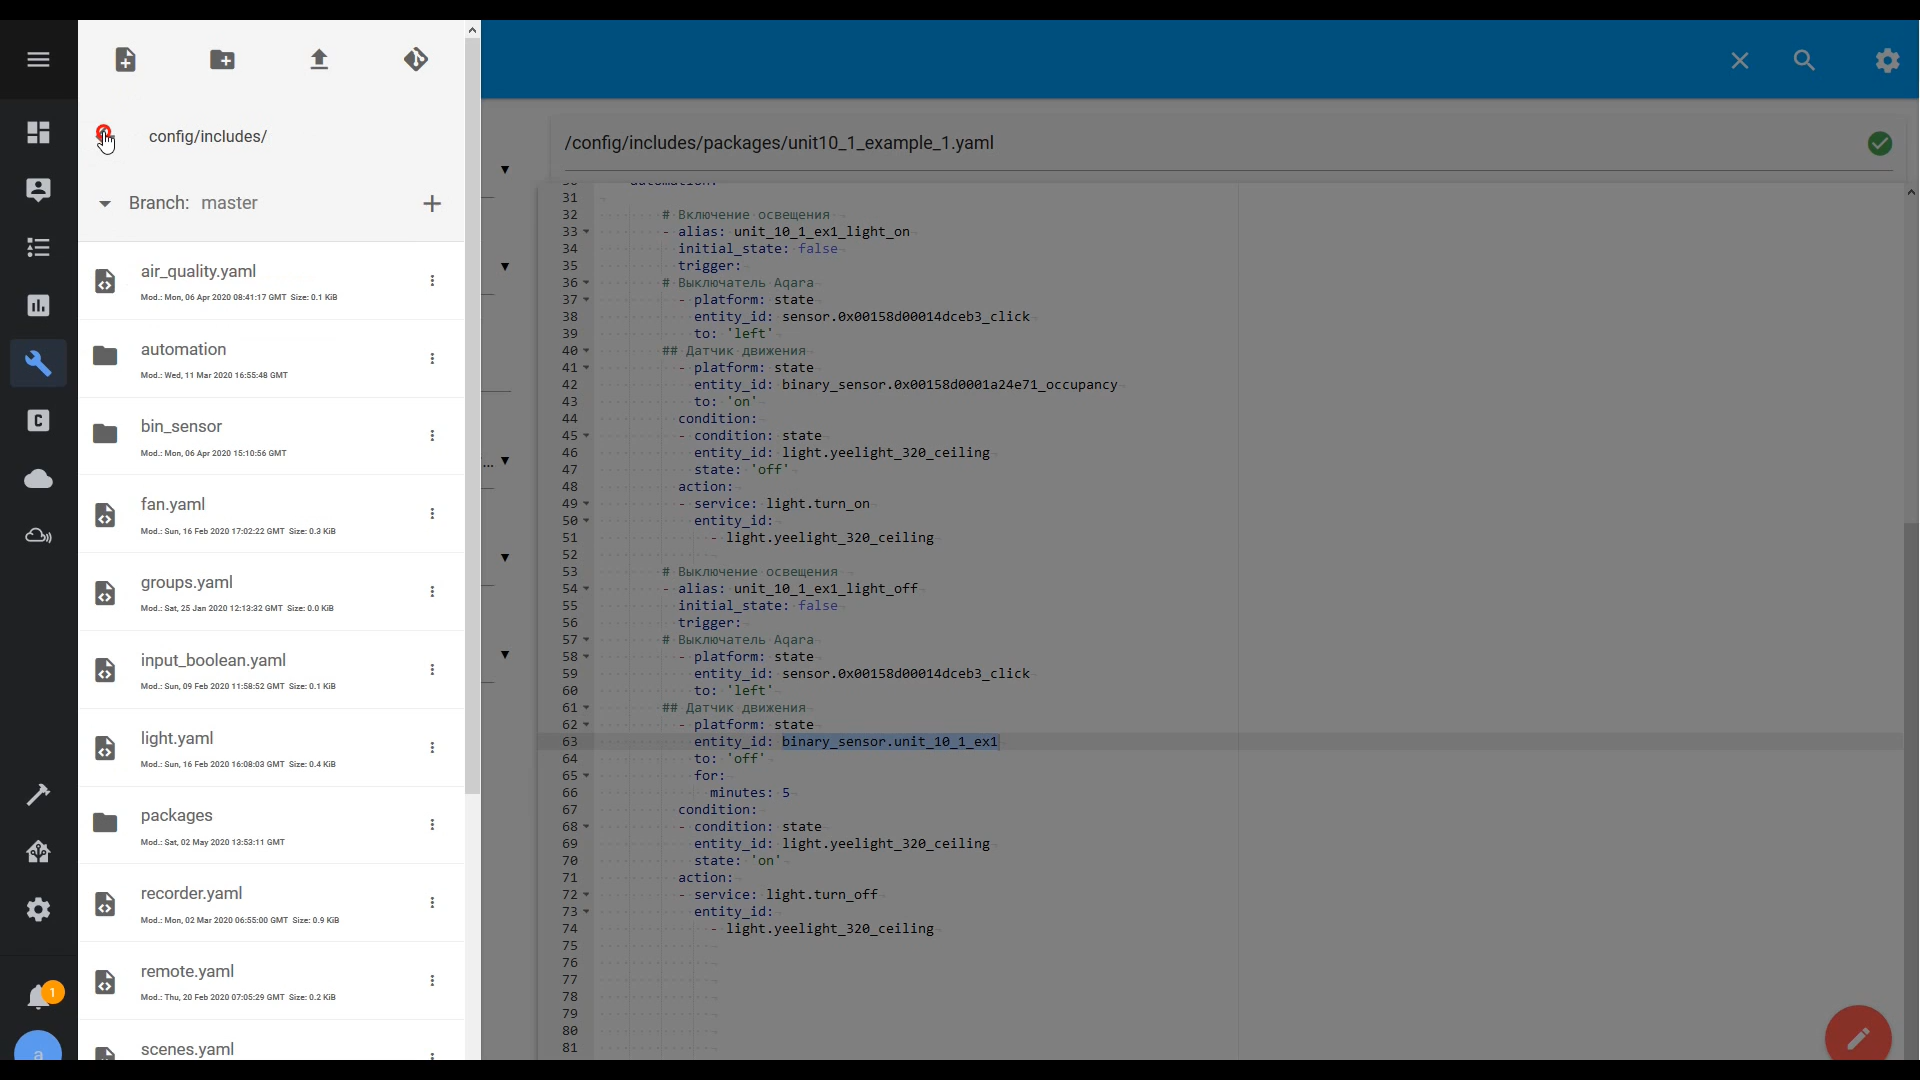 config/includes/
Branch: master
air_quality.yaml
Mod.: Mon, 06 Apr 2020 08:41:17 GMT Size: 0.1 KiB
automation
Mod.: Wed, 11 Mar 2020 16:55:48 GMT
bin_sensor
Mod.: Mon, 06 Apr 2020 15:10:56 GMT
fan.yaml
Mod.: Sun, 16 Feb 2020 17:02:22 GMT Size: 0.3 KiB
groups.yaml
Mod.: Sat, 25 Jan 2020 12:13:32 GMT Size: 0.0 KiB
input_boolean.yaml
Mod.: Sun, 09 Feb 2020 11:58:52 GMT Size: 0.1 KiB
light.yaml
Mod.: Sun, 16 Feb 2020 16:08:03 GMT Size: 0.4 KiB
packages
Mod.: Sat, 02 May 2020 13:53:11 GMT
recorder.yaml
Mod.: Mon, 02 Mar 2020 06:55:00 GMT Size: 0.9 KiB
remote.yaml
Mod.: Thu, 20 Feb 2020 07:05:29 GMT Size: 0.2 KiB
scenes.yaml
C
1
a
...
/config/includes/packages/unit10_1_example_1.yaml
30 automation:
31
32 # Включение освещения
33 - alias: unit_10_1_ex1_light_on
34 initial_state: false
35 trigger:
36 # Выключатель Aqara
37 - platform: state
38 entity_id: sensor.0x00158d00014dceb3_click
39 to: 'left'
40 ## Датчик движения
41 - platform: state
42 entity_id: binary_sensor.0x00158d0001a24e71_occupancy
43 to: 'on'
44 condition:
45 - condition: state
46 entity_id: light.yeelight_320_ceiling
47 state: 'off'
48 action:
49 - service: light.turn_on
50 entity_id:
51 - light.yeelight_320_ceiling
52
53 # Выключение освещения
54 - alias: unit_10_1_ex1_light_off
55 initial_state: false
56 trigger:
57 # Выключатель Aqara
58 - platform: state
59 entity_id: sensor.0x00158d00014dceb3_click
60 to: 'left'
61 ## Датчик движения
62 - platform: state
63 entity_id: binary_sensor.unit_10_1_ex1
64 to: 'off'
65 for:
66 minutes: 5
67 condition:
68 - condition: state
69 entity_id: light.yeelight_320_ceiling
70 state: 'on'
71 action:
72 - service: light.turn_off
73 entity_id:
74 - light.yeelight_320_ceiling
75
76
77
78
79
80
81